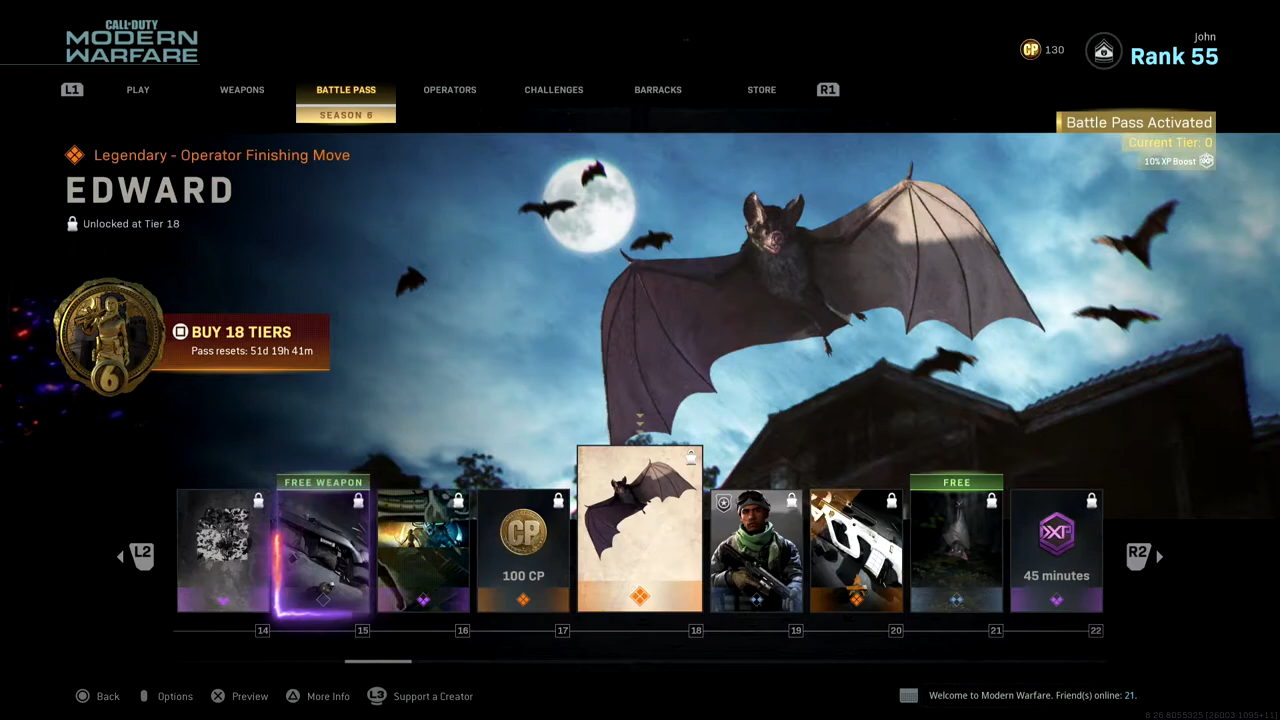 CALL OF DUTY
MODERN
WARFARE
CP 130
John
Rank 55
L1
PLAY
WEAPONS
BATTLE PASS
OPERATORS
CHALLENGES
BARRACKS
STORE
R1
SEASON 6
Battle Pass Activated
Current Tier: 0
10% XP Boost
Legendary - Operator Finishing Move
EDWARD
Unlocked at Tier 18
BUY 18 TIERS
Pass resets: 51d 19h 41m
6
FREE WEAPON
FREE
L2
CP
100 CP
2XP
45 minutes
R2
14
15
16
17
18
19
20
21
22
Back
Options
Preview
More Info
L3
Support a Creator
Welcome to Modern Warfare. Friend(s) online: 21.